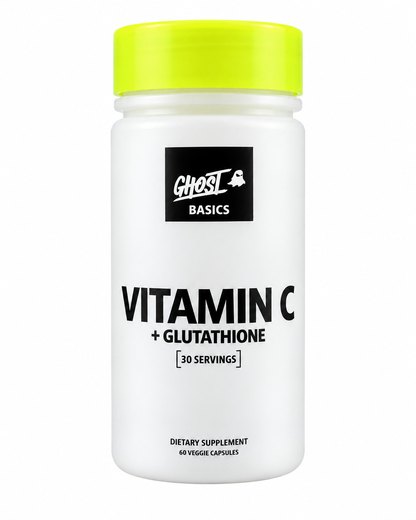 GHOST
BASICS
VITAMIN C
+ GLUTATHIONE
[30 SERVINGS]
DIETARY SUPPLEMENT
60 VEGGIE CAPSULES